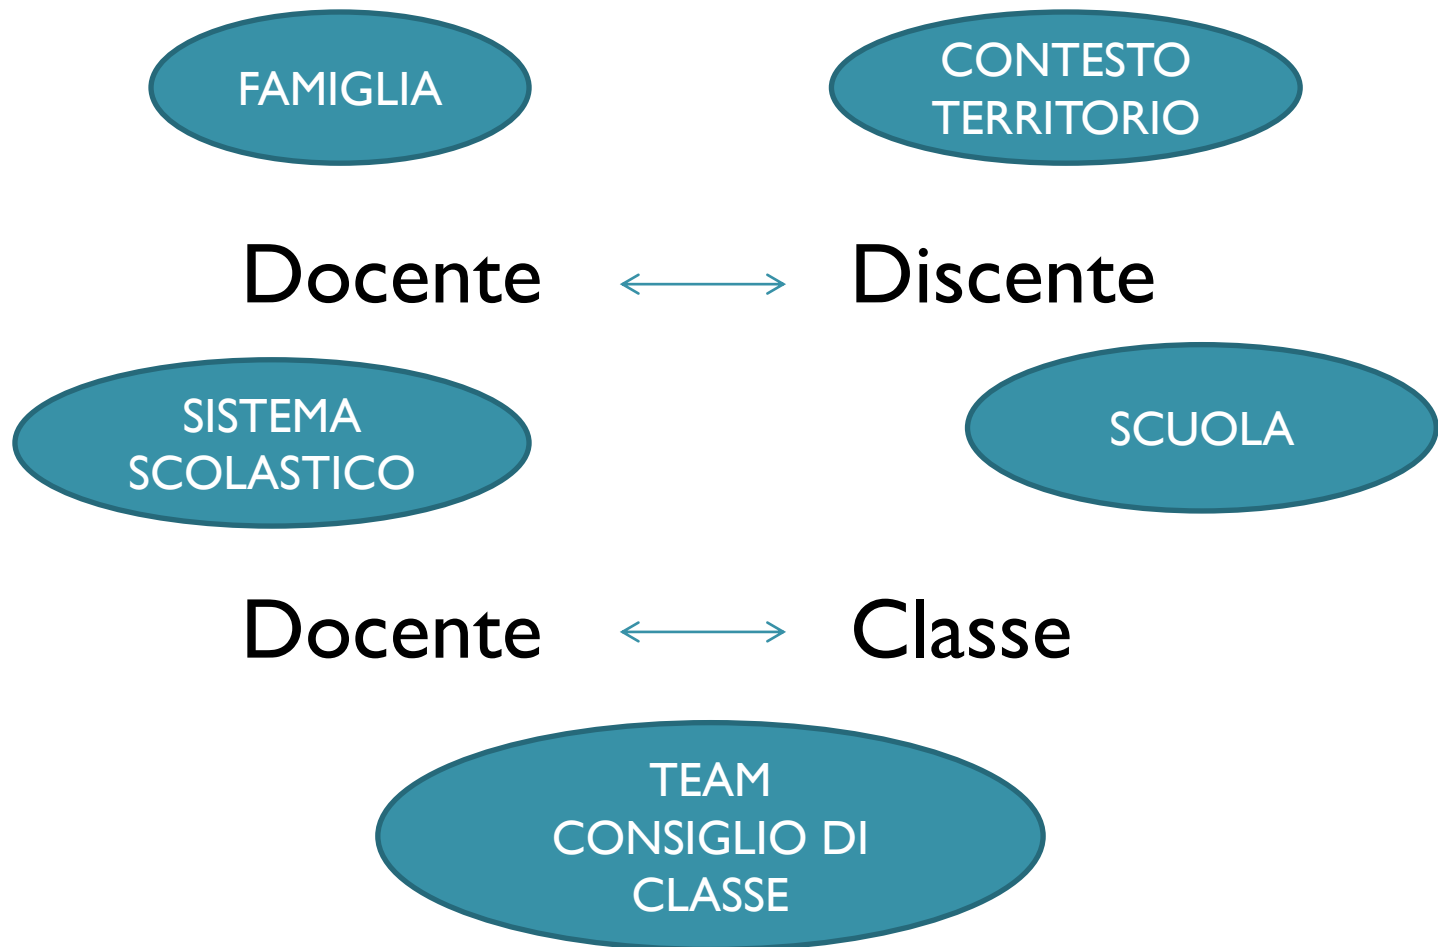 FAMIGLIA
CONTESTO
TERRITORIO
Docente
Discente
SISTEMA
SCOLASTICO
SCUOLA
Docente
Classe
TEAM
CONSIGLIO DI
CLASSE